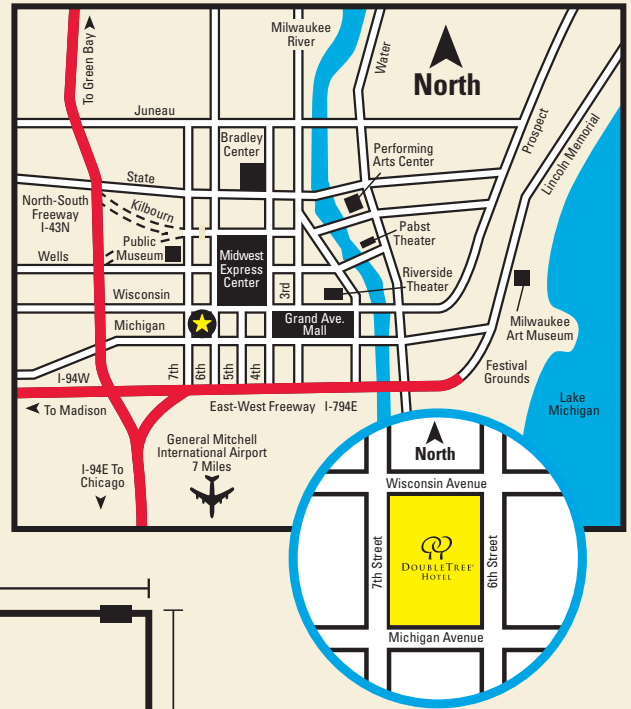 To Green Bay
Milwaukee
River
Water
North
Juneau
Bradley
Center
Performing
Arts Center
Prospect
Lincoln Memorial
State
Kilbourn
North-South
Freeway
I-43N
Public
Museum
Pabst
Theater
Wells
Midwest
Express
Center
Riverside
Theater
Wisconsin
3rd
Michigan
Grand Ave.
Mall
Milwaukee
Art Museum
7th
6th
5th
4th
Festival
Grounds
I-94W
To Madison
East-West Freeway I-794E
Lake
Michigan
General Mitchell
International Airport
7 Miles
I-94E To
Chicago
North
Wisconsin Avenue
7th Street
DOUBLETREE®
HOTEL
6th Street
Michigan Avenue